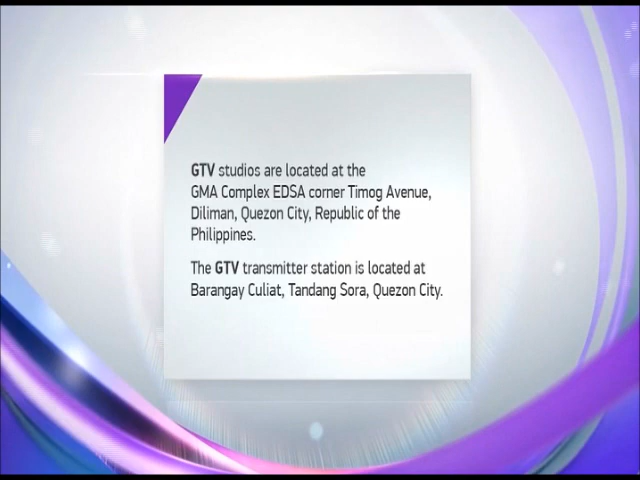 GTV studios are located at the
GMA Complex EDSA corner Timog Avenue,
Diliman, Quezon City, Republic of the
Philippines.
The GTV transmitter station is located at
Barangay Culiat, Tandang Sora, Quezon City.